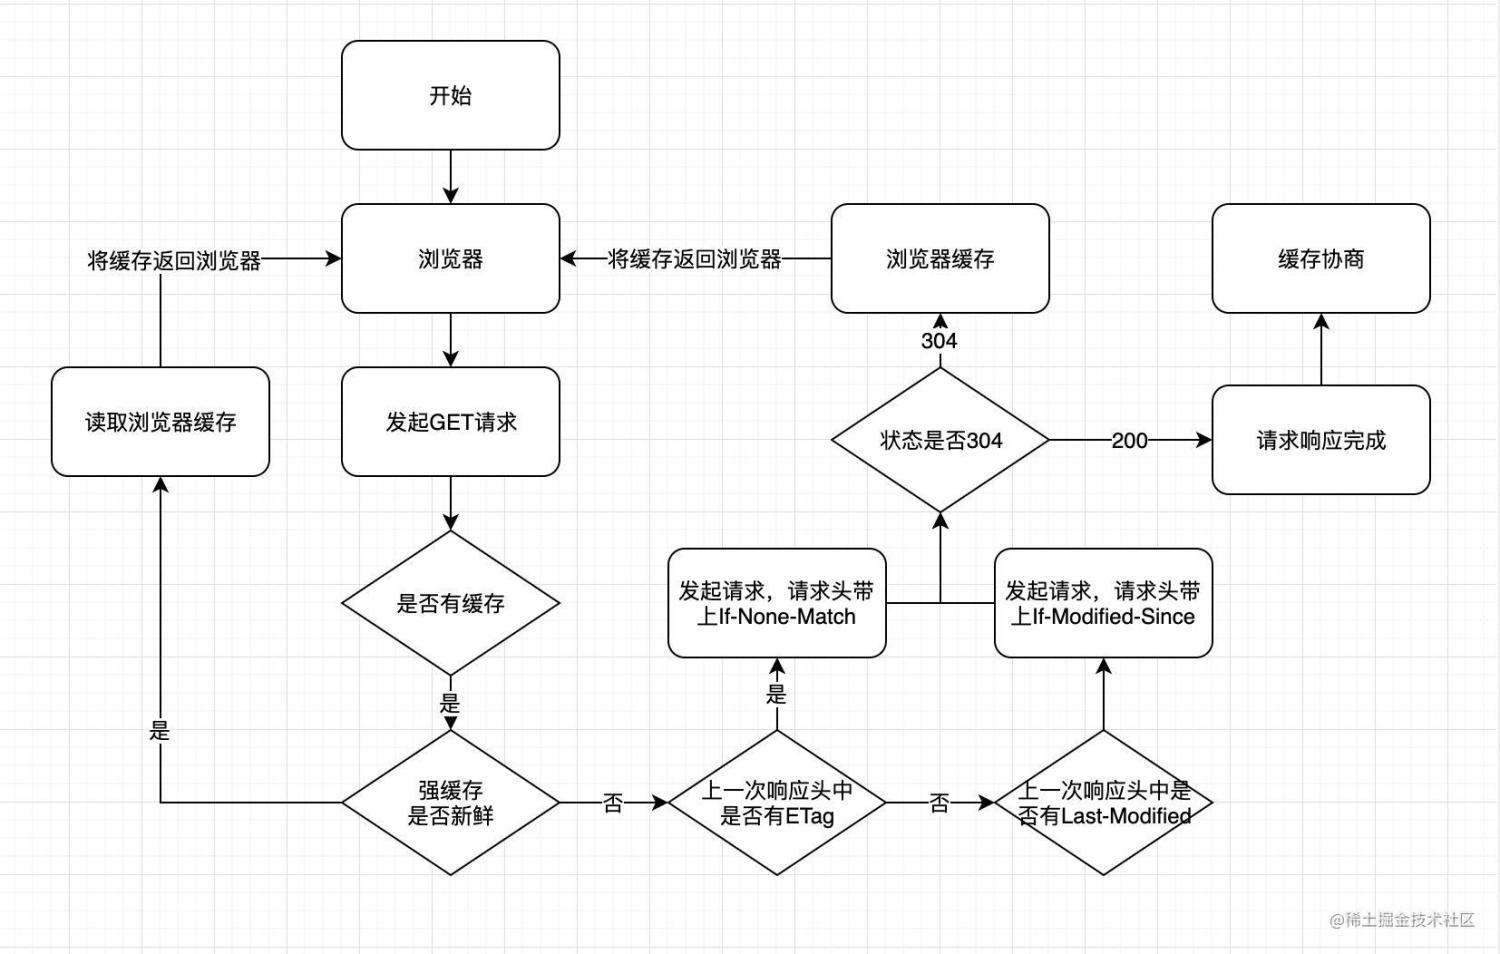 开始
将缓存返回浏览器
浏览器
将缓存返回浏览器
浏览器缓存
缓存协商
304
读取浏览器缓存
发起GET请求
状态是否304
200
请求响应完成
是否有缓存
发起请求，请求头带
上If-None-Match
发起请求，请求头带
上If-Modified-Since
是
是
是
强缓存
是否新鲜
否
上一次响应头中
是否有ETag
否
上一次响应头中是
否有Last-Modified
@稀土掘金技术社区